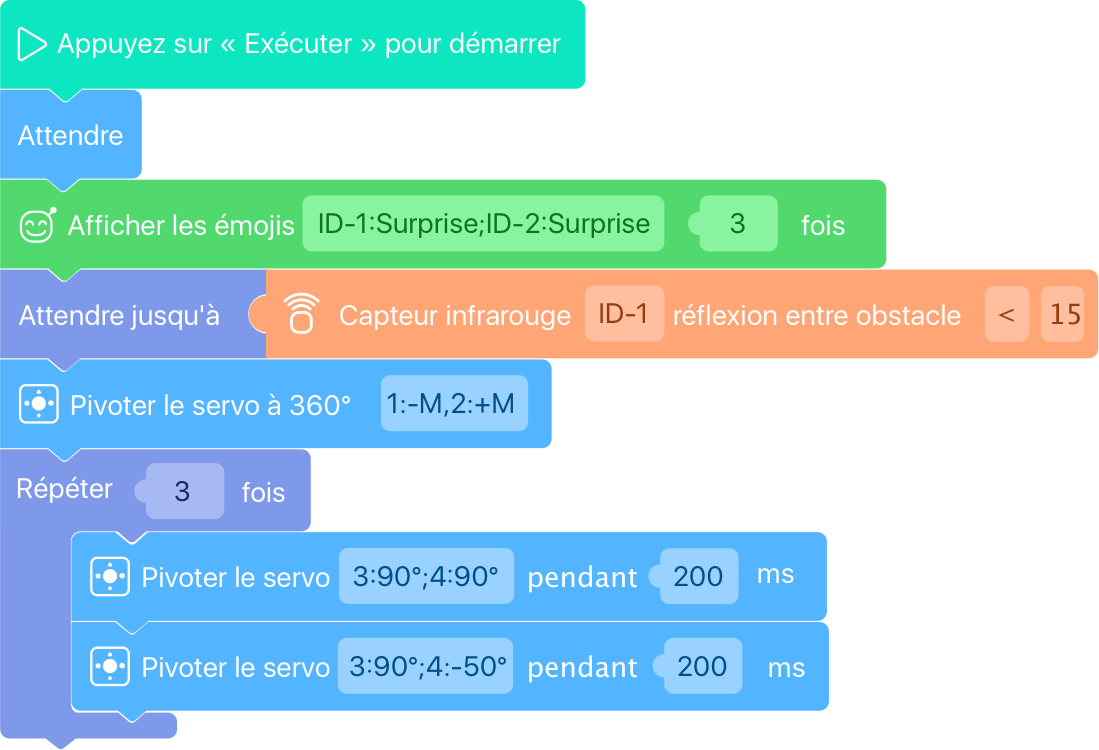 Appuyez sur « Exécuter » pour démarrer
Attendre
Afficher les émojis ID-1:Surprise;ID-2:Surprise 3 fois
Attendre jusqu'à Capteur infrarouge ID-1 réflexion entre obstacle < 15
Pivoter le servo à 360° 1:-M,2:+M
Répéter 3 fois
Pivoter le servo 3:90°;4:90° pendant 200 ms
Pivoter le servo 3:90°;4:-50° pendant 200 ms